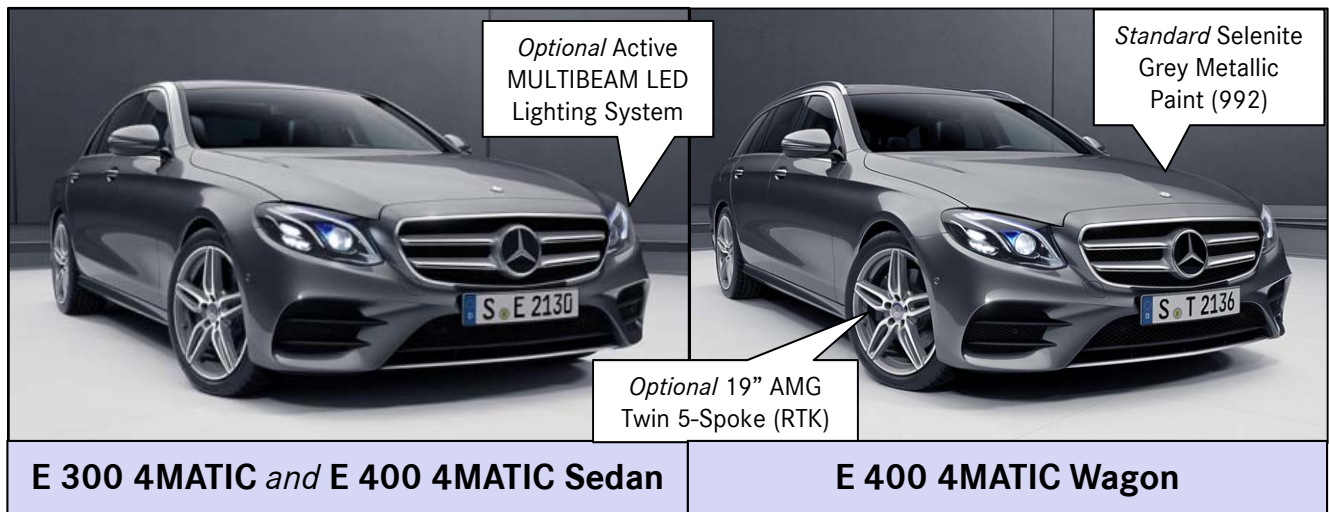 Optional Active
MULTIBEAM LED
Lighting System
Standard Selenite
Grey Metallic
Paint (992)
S E 2130
S T 2136
Optional 19” AMG
Twin 5-Spoke (RTK)
E 300 4MATIC and E 400 4MATIC Sedan
E 400 4MATIC Wagon